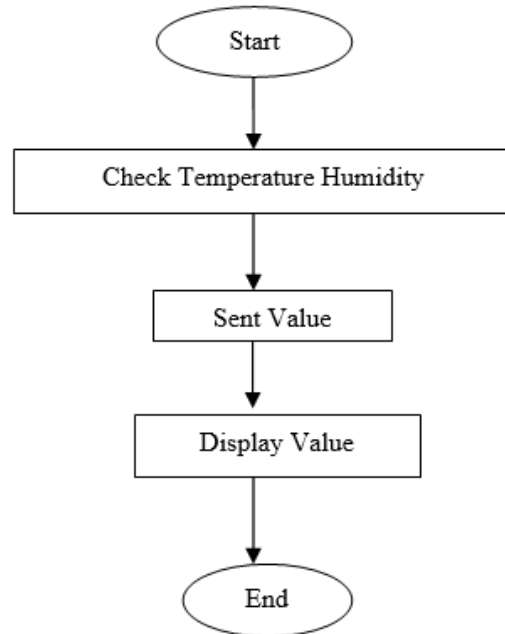 Start
Check Temperature Humidity
Sent Value
Display Value
End